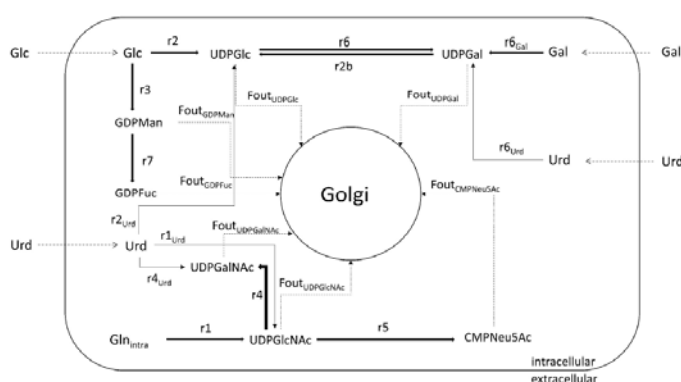 Glc
Glc
r2
UDPGlc
r6
r2b
UDPGal
r6Gal
Gal
Gal
r3
FoutUDPGlc
FoutUDPGal
GDPMan
FoutGDPMan
r7
r6Urd
Urd
Urd
GDPFuc
FoutGDPFuc
Golgi
FoutCMPNeu5Ac
r2Urd
FoutUDPGalNAc
Urd
Urd
r1Urd
r4Urd
UDPGalNAc
FoutUDPGlcNAc
r4
Glnintra
r1
UDPGlcNAc
r5
CMPNeu5Ac
intracellular
extracellular